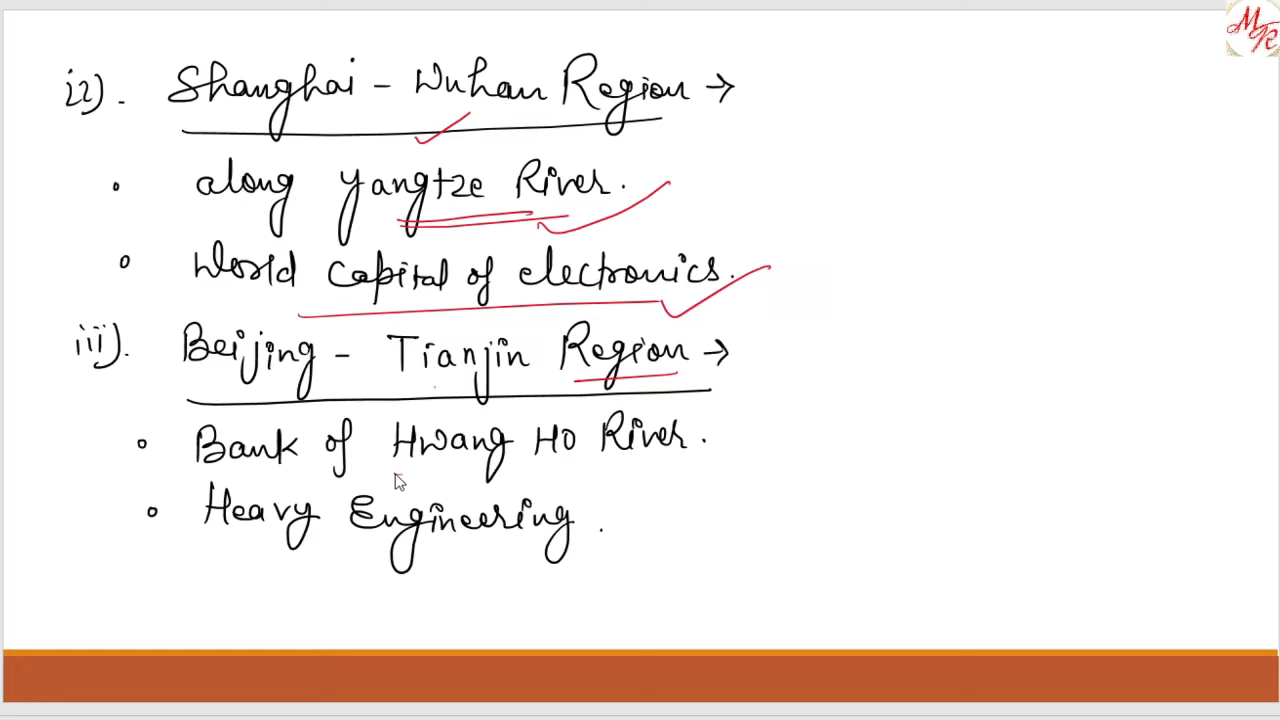 ii). Shanghai - Wuhan Region →
• along Yangtze River.
• World Capital of electronics.
iii). Beijing - Tianjin Region →
• Bank of Hwang Ho River.
• Heavy Engineering.